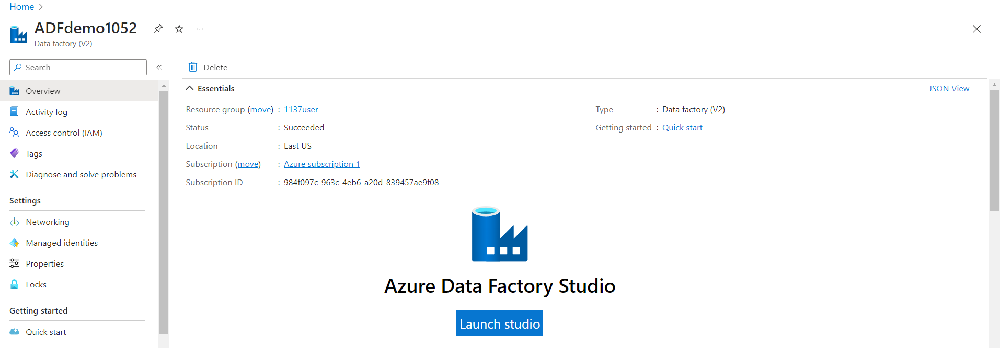 Home
ADFdemo1052
Data factory (V2)
Search
Delete
Overview
Activity log
Access control (IAM)
Tags
Diagnose and solve problems
Settings
Networking
Managed identities
Properties
Locks
Getting started
Quick start
Essentials
JSON View
Resource group (move) : 1137user
Status : Succeeded
Location : East US
Subscription (move) : Azure subscription 1
Subscription ID : 984f097c-963c-4eb6-a20d-839457ae9f08
Type : Data factory (V2)
Getting started : Quick start
Azure Data Factory Studio
Launch studio